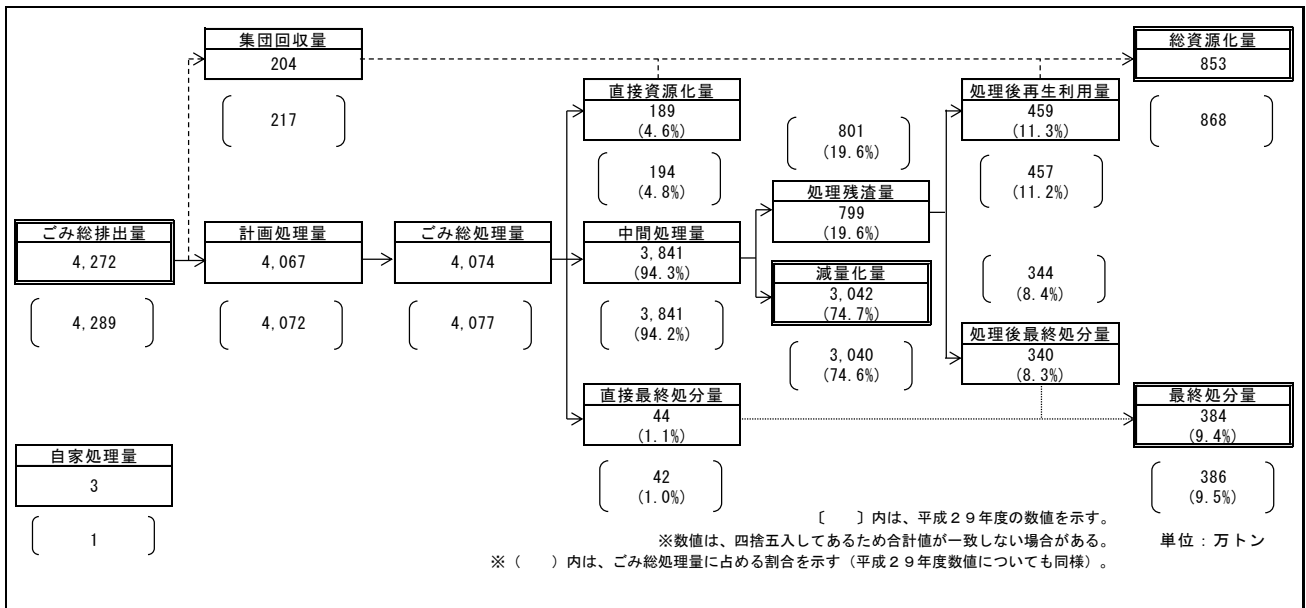 集団回収量
204
217
総資源化量
853
868
直接資源化量
189
(4.6%)
194
(4.8%)
801
(19.6%)
処理後再生利用量
459
(11.3%)
457
(11.2%)
処理残渣量
799
(19.6%)
ごみ総排出量
4,272
4,289
計画処理量
4,067
4,072
ごみ総処理量
4,074
4,077
中間処理量
3,841
(94.3%)
3,841
(94.2%)
減量化量
3,042
(74.7%)
3,040
(74.6%)
344
(8.4%)
処理後最終処分量
340
(8.3%)
直接最終処分量
44
(1.1%)
42
(1.0%)
最終処分量
384
(9.4%)
386
(9.5%)
自家処理量
3
1
〔　　〕内は、平成29年度の数値を示す。
※数値は、四捨五入してあるため合計値が一致しない場合がある。
単位:万トン
※(　　)内は、ごみ総処理量に占める割合を示す(平成29年度数値についても同様)。